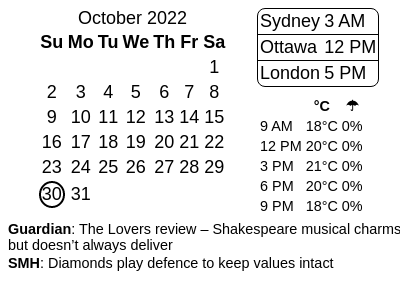 October 2022
Su Mo Tu We Th Fr Sa
1
2 3 4 5 6 7 8
9 10 11 12 13 14 15
16 17 18 19 20 21 22
23 24 25 26 27 28 29
30 31
Sydney 3 AM
Ottawa 12 PM
London 5 PM
°C ☂
9 AM 18°C 0%
12 PM 20°C 0%
3 PM 21°C 0%
6 PM 20°C 0%
9 PM 18°C 0%
Guardian: The Lovers review – Shakespeare musical charms
but doesn't always deliver
SMH: Diamonds play defence to keep values intact